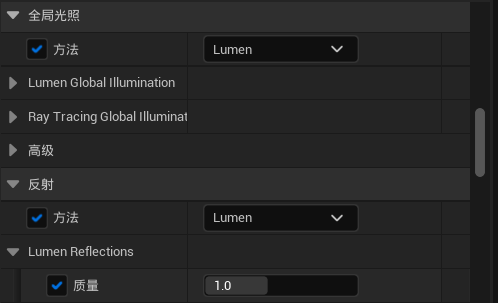 全局光照
方法 Lumen
Lumen Global Illumination
Ray Tracing Global Illuminat
高级
反射
方法 Lumen
Lumen Reflections
质量 1.0